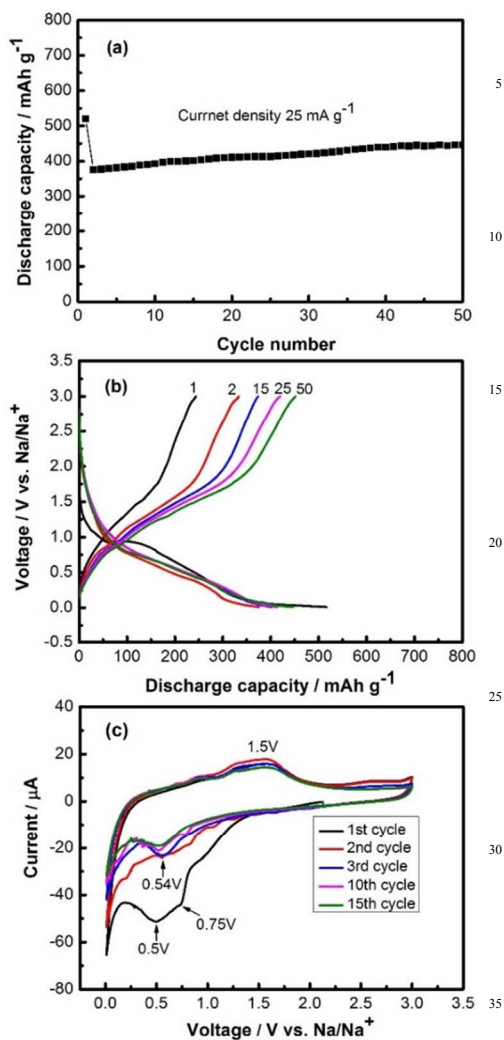 800
700
600
500
400
300
200
100
0
(a)
Currnet density 25 mA g-1
Discharge capacity / mAh g-1
0 10 20 30 40 50
Cycle number
3.5
3.0
2.5
2.0
1.5
1.0
0.5
0.0
-0.5
(b)
1 2 15 25 50
Voltage / V vs. Na/Na+
0 100 200 300 400 500 600 700 800
Discharge capacity / mAh g-1
40
20
0
-20
-40
-60
-80
(c)
1.5V
0.54V
0.75V
0.5V
1st cycle
2nd cycle
3rd cycle
10th cycle
15th cycle
Current / μA
0.0 0.5 1.0 1.5 2.0 2.5 3.0 3.5
Voltage / V vs. Na/Na+
5
10
15
20
25
30
35